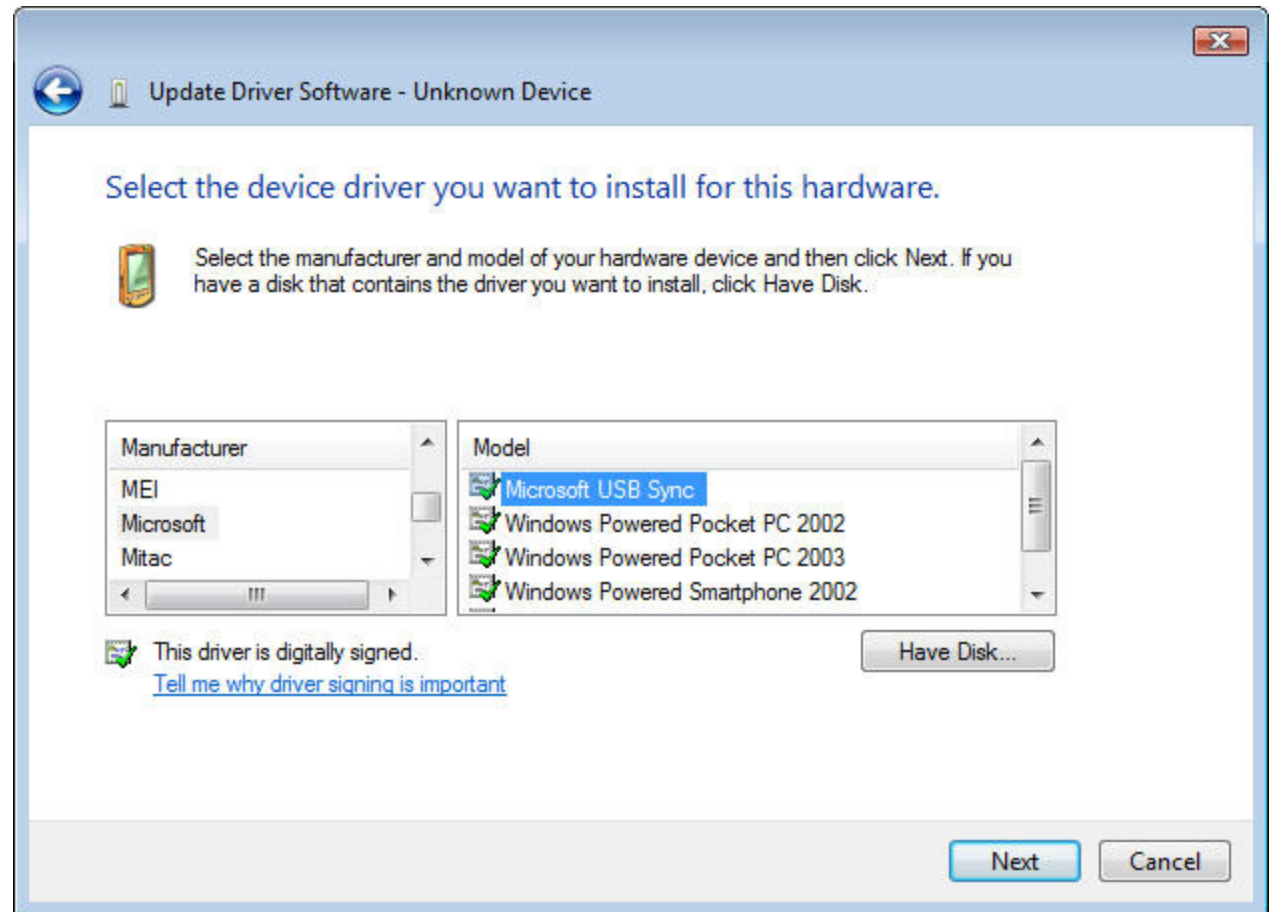 Update Driver Software - Unknown Device
Select the device driver you want to install for this hardware.
Select the manufacturer and model of your hardware device and then click Next. If you
have a disk that contains the driver you want to install, click Have Disk.
Manufacturer
MEI
Microsoft
Mitac
Model
Microsoft USB Sync
Windows Powered Pocket PC 2002
Windows Powered Pocket PC 2003
Windows Powered Smartphone 2002
This driver is digitally signed.
Tell me why driver signing is important
Have Disk...
Next
Cancel